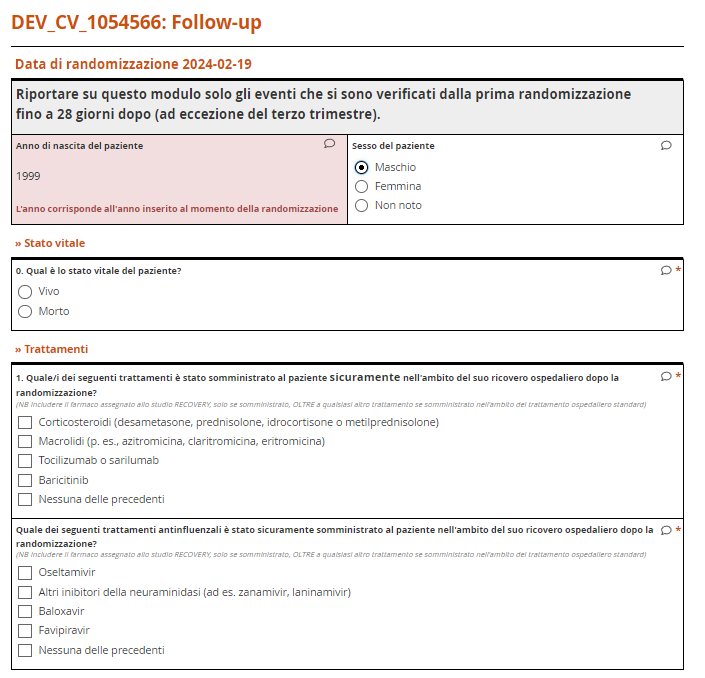 DEV_CV_1054566: Follow-up
Data di randomizzazione 2024-02-19
Riportare su questo modulo solo gli eventi che si sono verificati dalla prima randomizzazione
fino a 28 giorni dopo (ad eccezione del terzo trimestre).
Anno di nascita del paziente
1999
L'anno corrisponde all'anno inserito al momento della randomizzazione
Sesso del paziente
Maschio
Femmina
Non noto
» Stato vitale
0. Qual è lo stato vitale del paziente? *
Vivo
Morto
» Trattamenti
1. Quale/i dei seguenti trattamenti è stato somministrato al paziente sicuramente nell'ambito del suo ricovero ospedaliero dopo la *
randomizzazione?
(NB Includere il farmaco assegnato allo studio RECOVERY, solo se somministrato, OLTRE a qualsiasi altro trattamento se somministrato nell'ambito del trattamento ospedaliero standard)
Corticosteroidi (desametasone, prednisolone, idrocortisone o metilprednisolone)
Macrolidi (p. es., azitromicina, claritromicina, eritromicina)
Tocilizumab o sarilumab
Baricitinib
Nessuna delle precedenti
Quale dei seguenti trattamenti antinfluenzali è stato sicuramente somministrato al paziente nell'ambito del suo ricovero ospedaliero dopo la *
randomizzazione?
(NB Includere il farmaco assegnato allo studio RECOVERY, solo se somministrato, OLTRE a qualsiasi altro trattamento se somministrato nell'ambito del trattamento ospedaliero standard)
Oseltamivir
Altri inibitori della neuraminidasi (ad es. zanamivir, laninamivir)
Baloxavir
Favipiravir
Nessuna delle precedenti